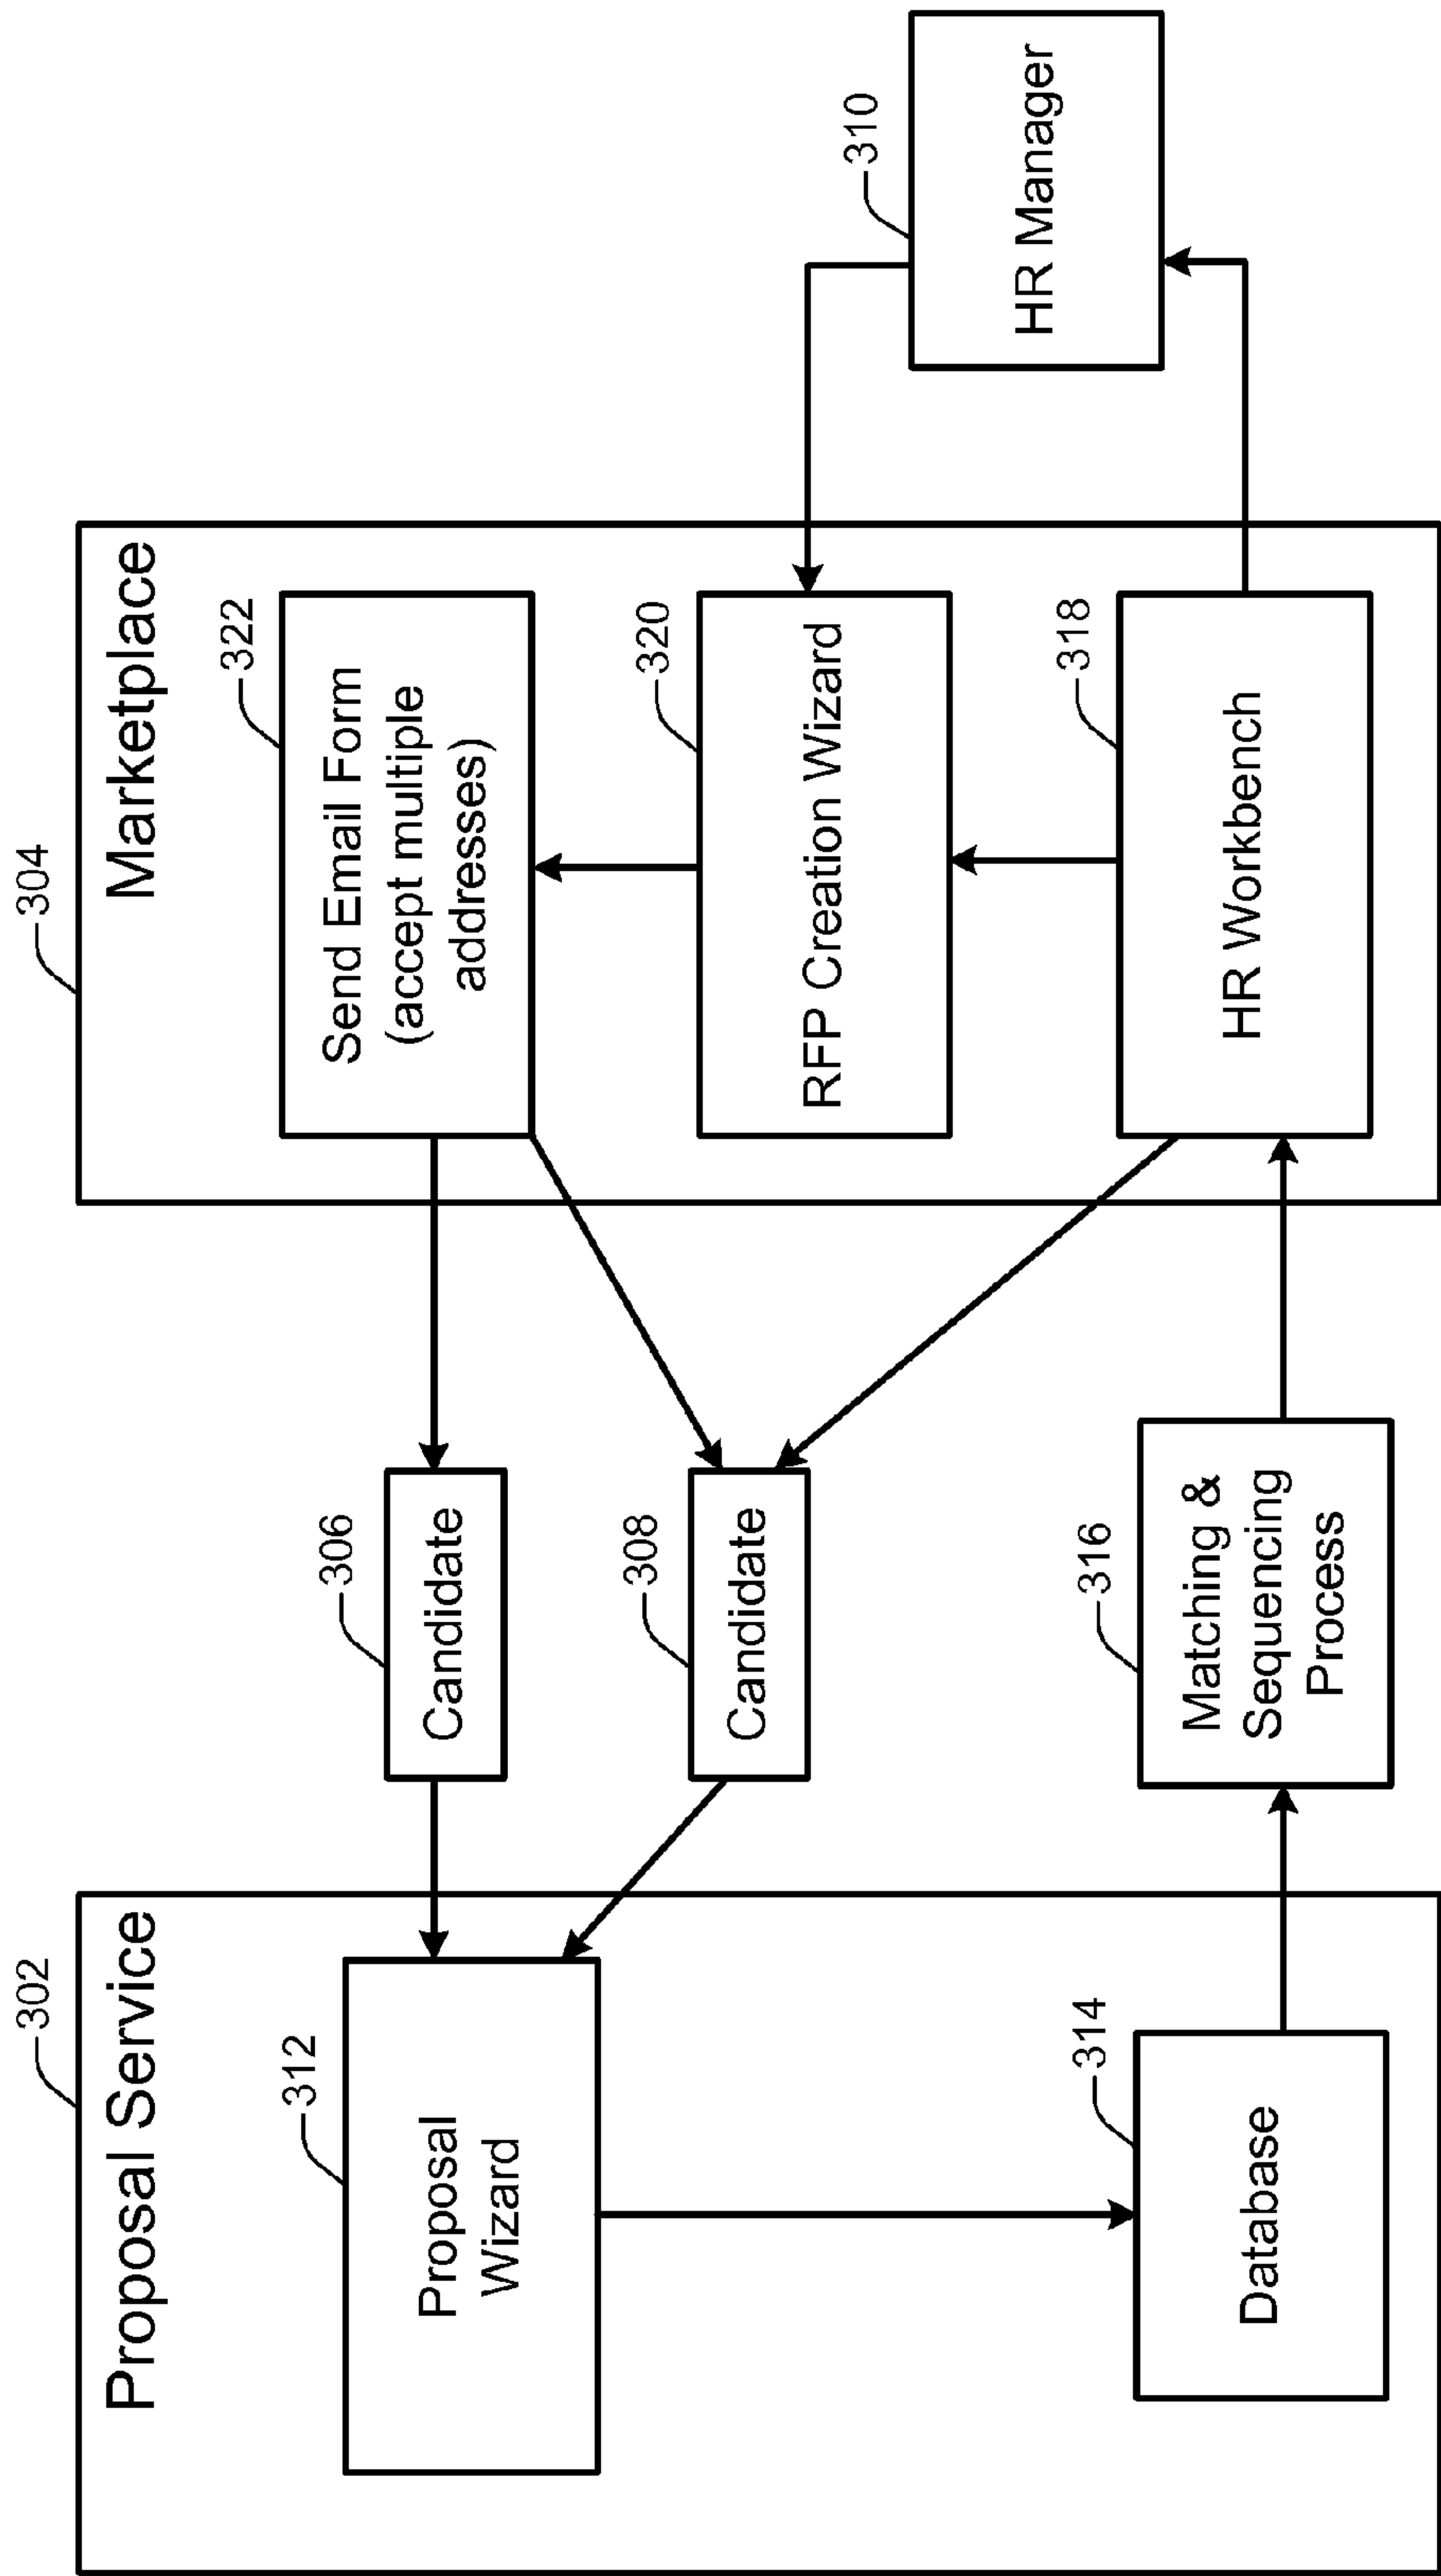 302
Proposal Service
312
Proposal
Wizard
314
Database
306
Candidate
308
Candidate
316
Matching &
Sequencing
Process
304
Marketplace
322
Send Email Form
(accept multiple
addresses)
320
RFP Creation Wizard
318
HR Workbench
310
HR Manager